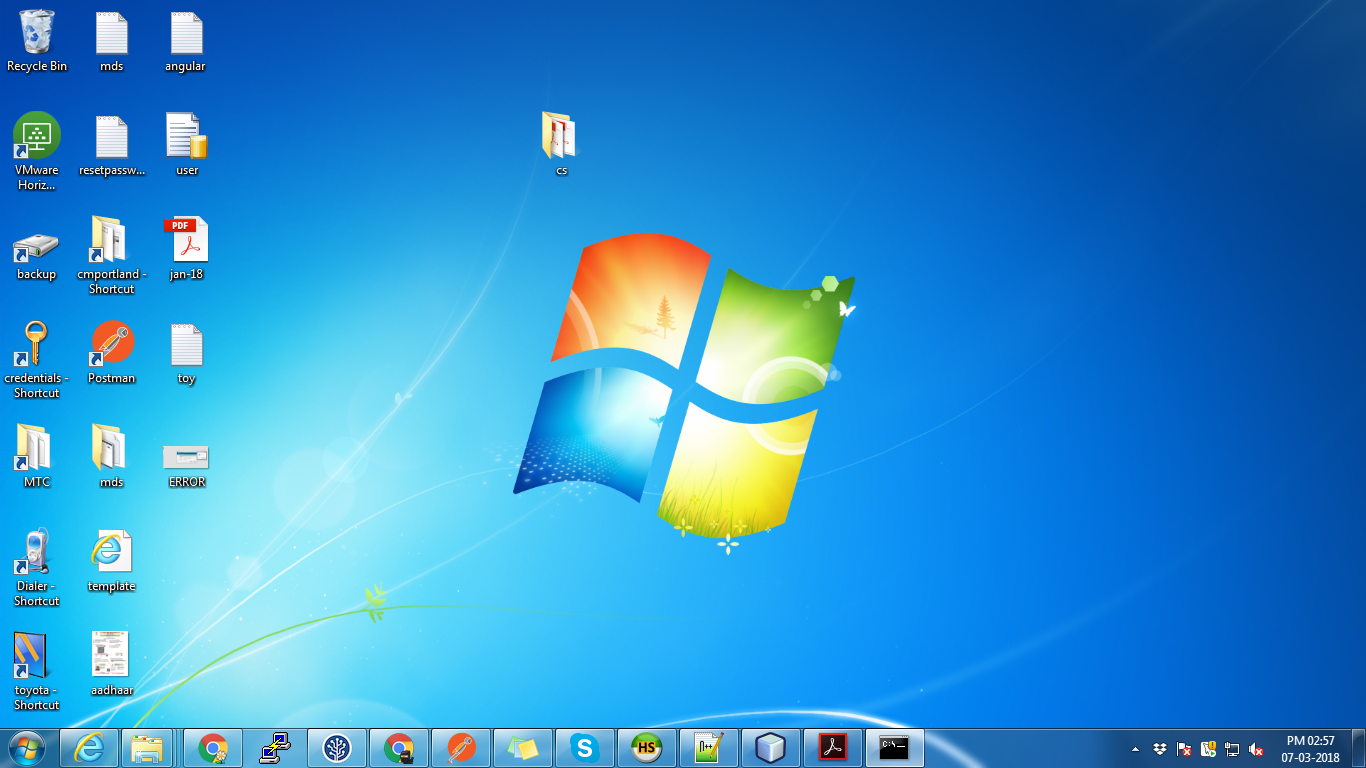 Recycle Bin
mds
angular
VMware
Horiz...
resetpassw...
user
cs
backup
cmportland -
Shortcut
PDF
jan-18
credentials -
Shortcut
Postman
toy
MTC
mds
ERROR
Dialer -
Shortcut
template
toyota -
Shortcut
aadhaar
HS
C:\_
PM 02:57
07-03-2018